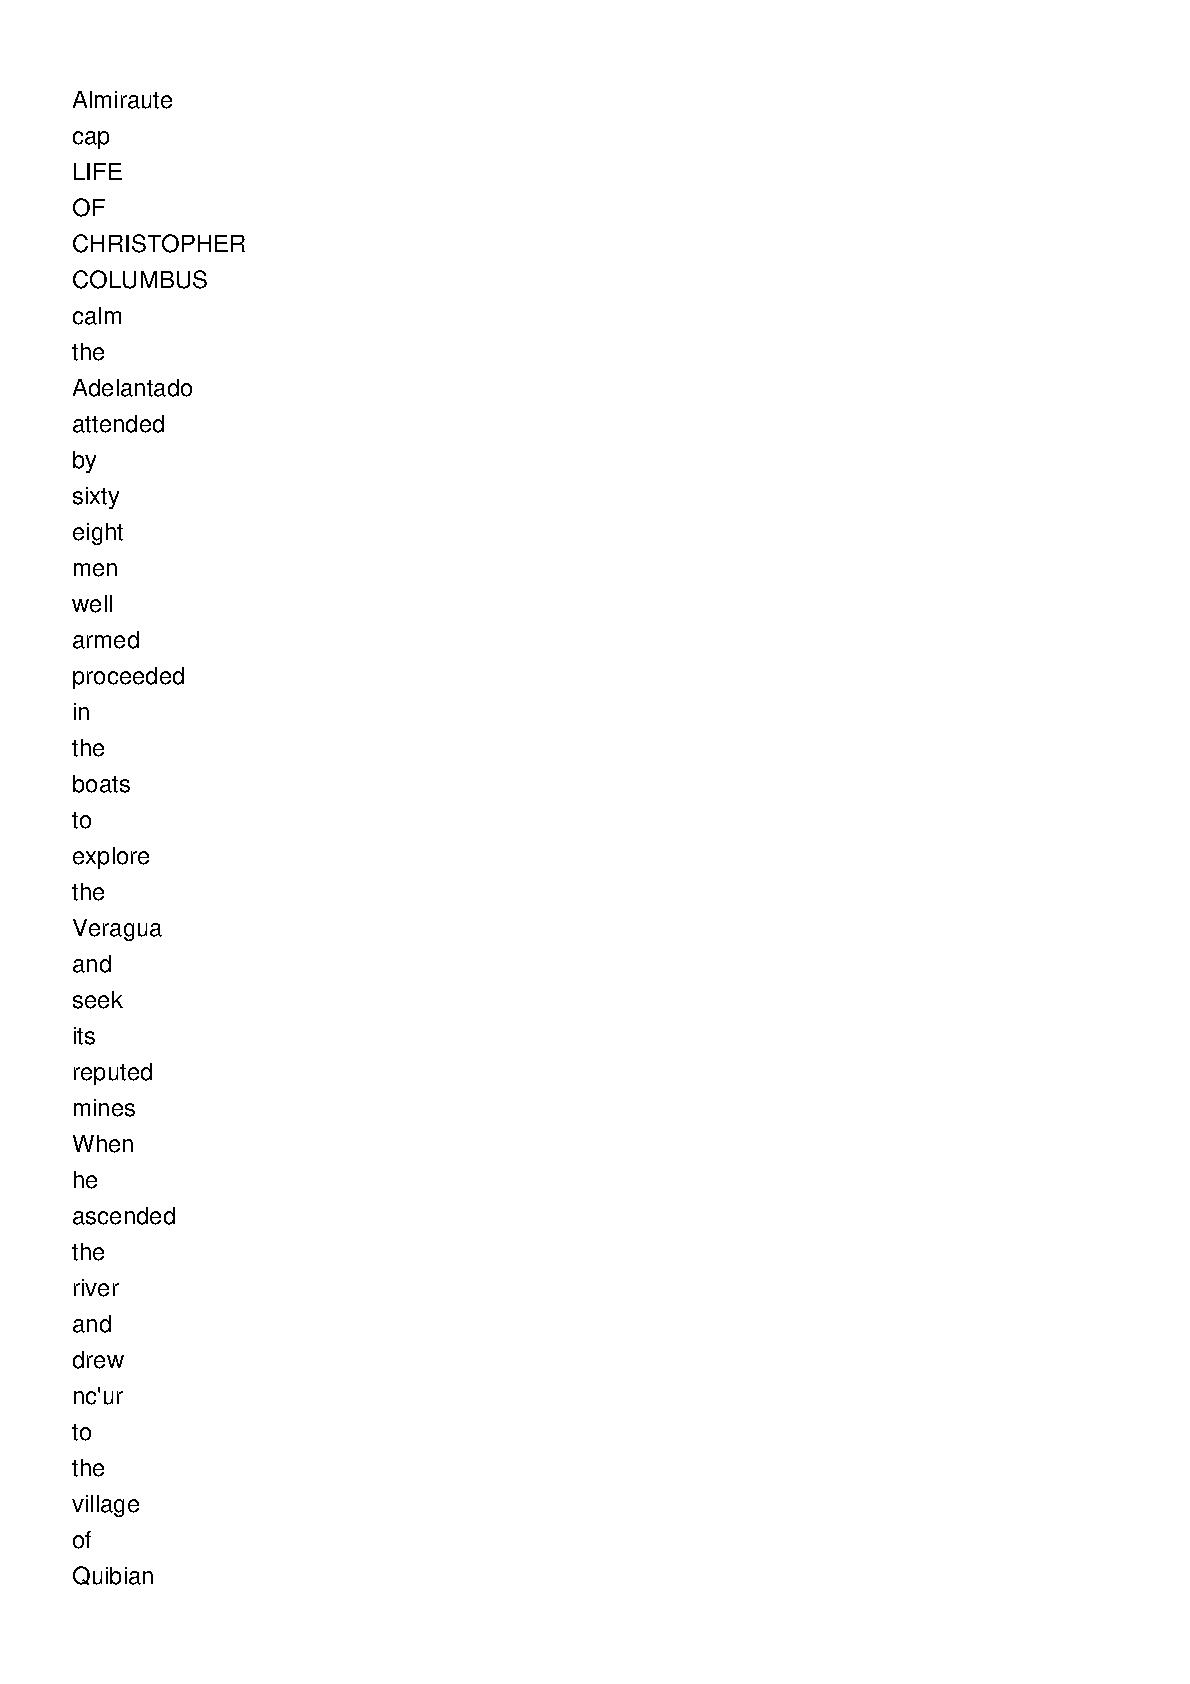 Almiraute
cap
LIFE
OF
CHRISTOPHER
COLUMBUS
calm
the
Adelantado
attended
by
sixty
eight
men
well
armed
proceeded
in
the
boats
to
explore
the
Veragua
and
seek
its
reputed
mines
When
he
ascended
the
river
and
drew
nc'ur
to
the
village
of
Quibian